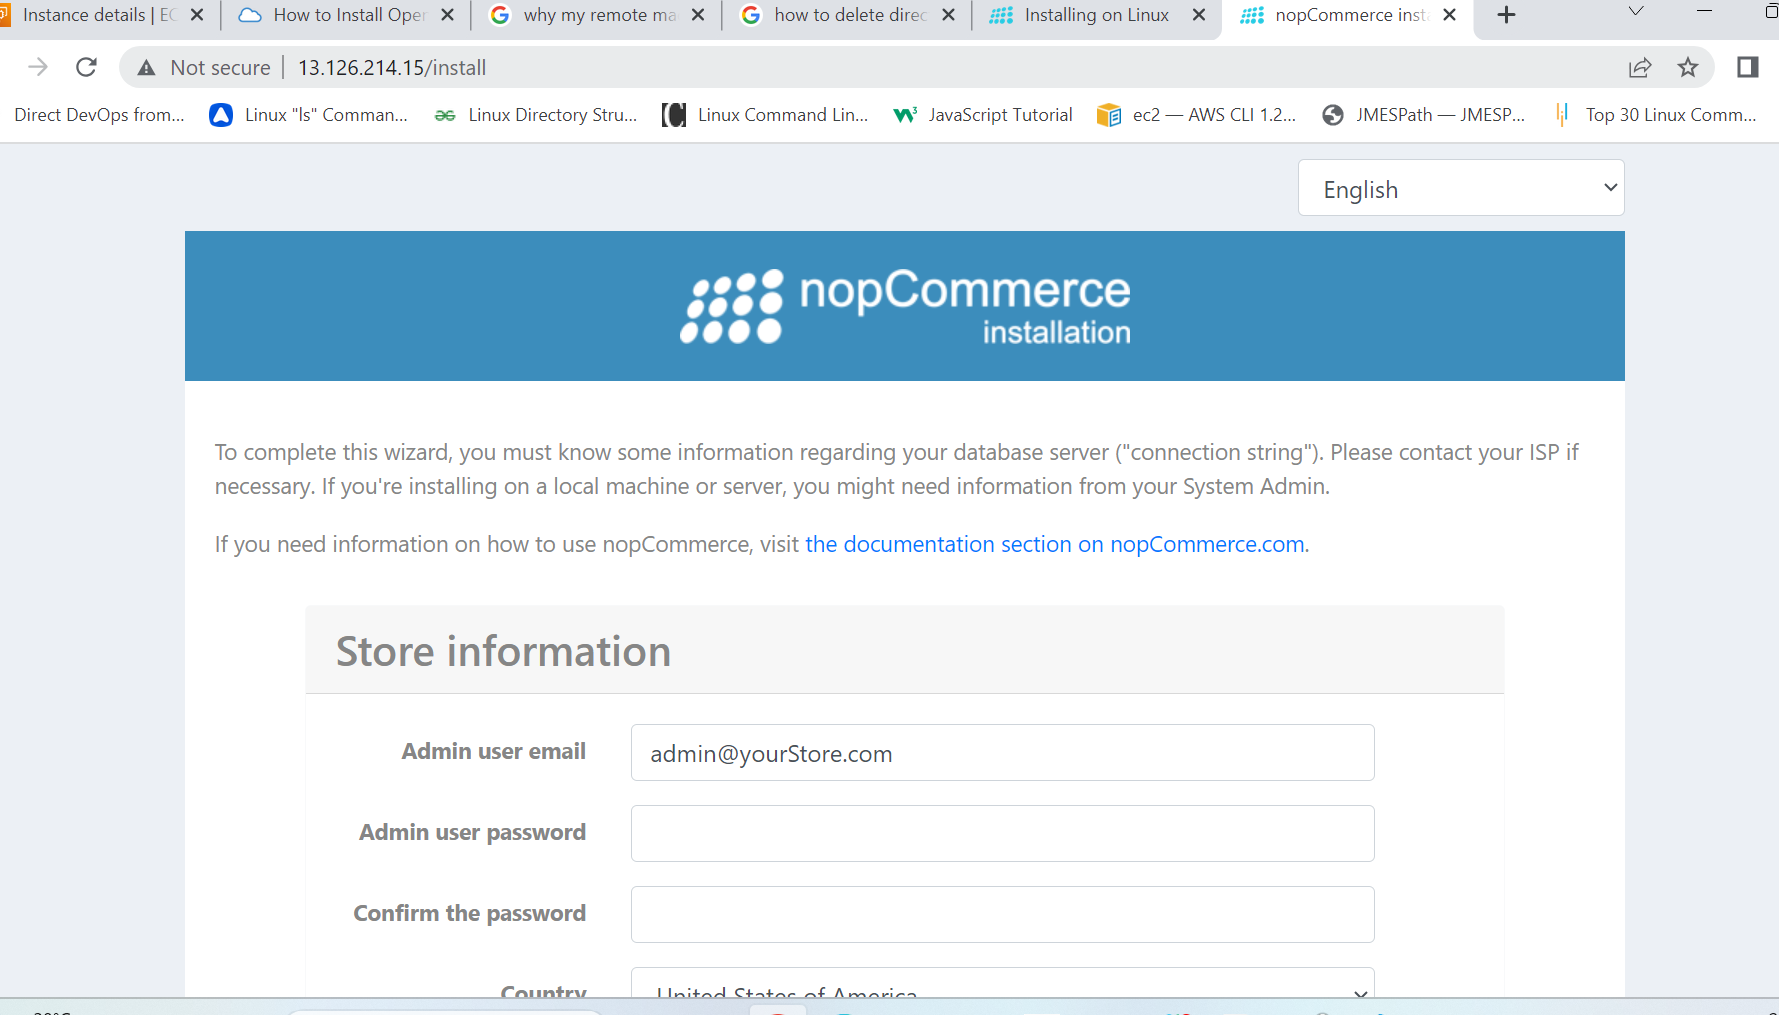 Instance details | EC
How to Install Oper
why my remote ma
how to delete direc
Installing on Linux
nopCommerce inst
Not secure
13.126.214.15/install
Direct DevOps from...
Linux "ls" Comman...
Linux Directory Stru...
Linux Command Lin...
JavaScript Tutorial
ec2 — AWS CLI 1.2...
JMESPath — JMESP...
Top 30 Linux Comm...
English
nopCommerce
installation
To complete this wizard, you must know some information regarding your database server ("connection string"). Please contact your ISP if
necessary. If you're installing on a local machine or server, you might need information from your System Admin.
If you need information on how to use nopCommerce, visit the documentation section on nopCommerce.com.
Store information
Admin user email
admin@yourStore.com
Admin user password
Confirm the password
Country
United States of America